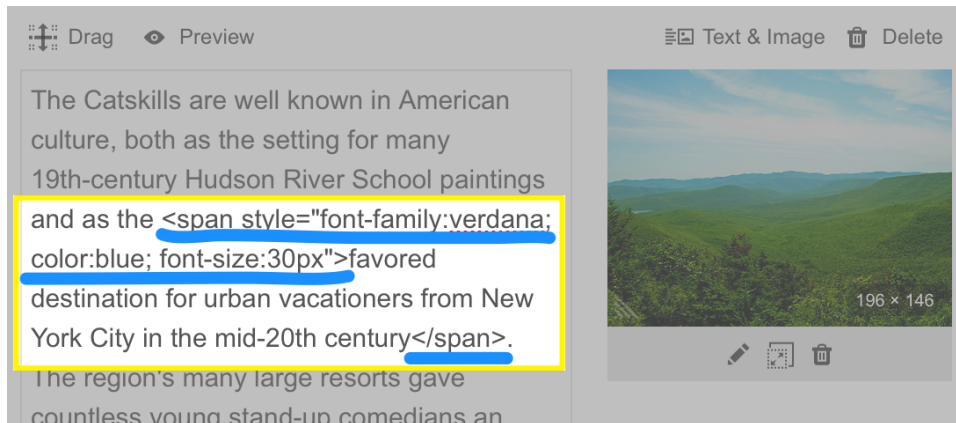 Drag Preview Text & Image Delete
The Catskills are well known in American
culture, both as the setting for many
19th-century Hudson River School paintings
and as the <span style="font-family:verdana;
color:blue; font-size:30px">favored
destination for urban vacationers from New
York City in the mid-20th century</span>.
The region's many large resorts gave
countless young stand-up comedians an
196 × 146